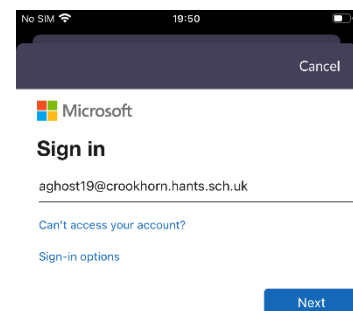 No SIM 19:50
Cancel
Microsoft
Sign in
aghost19@crookhorn.hants.sch.uk
Can't access your account?
Sign-in options
Next